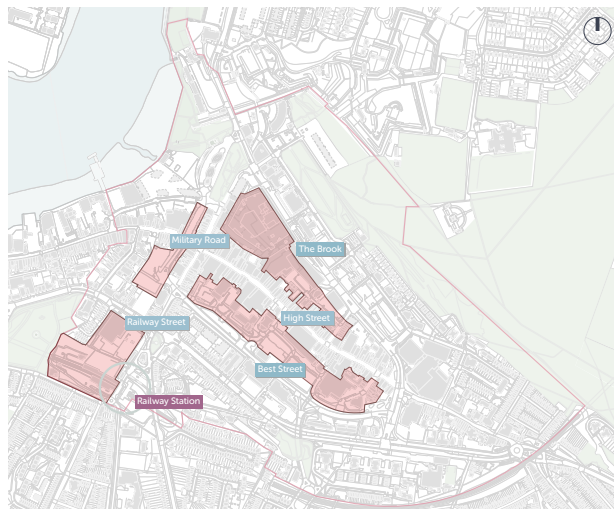 Military Road
The Brook
High Street
Railway Street
Best Street
Railway Station